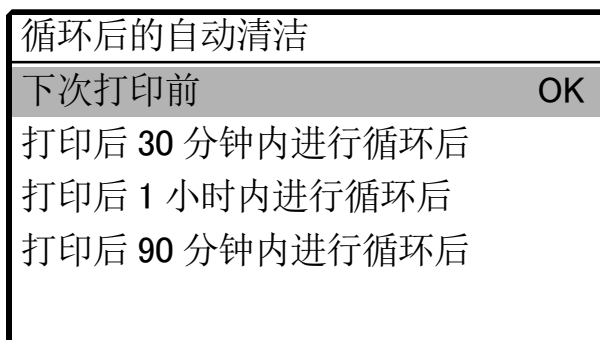 循环后的自动清洁
下次打印前 OK
打印后 30 分钟内进行循环后
打印后 1 小时内进行循环后
打印后 90 分钟内进行循环后